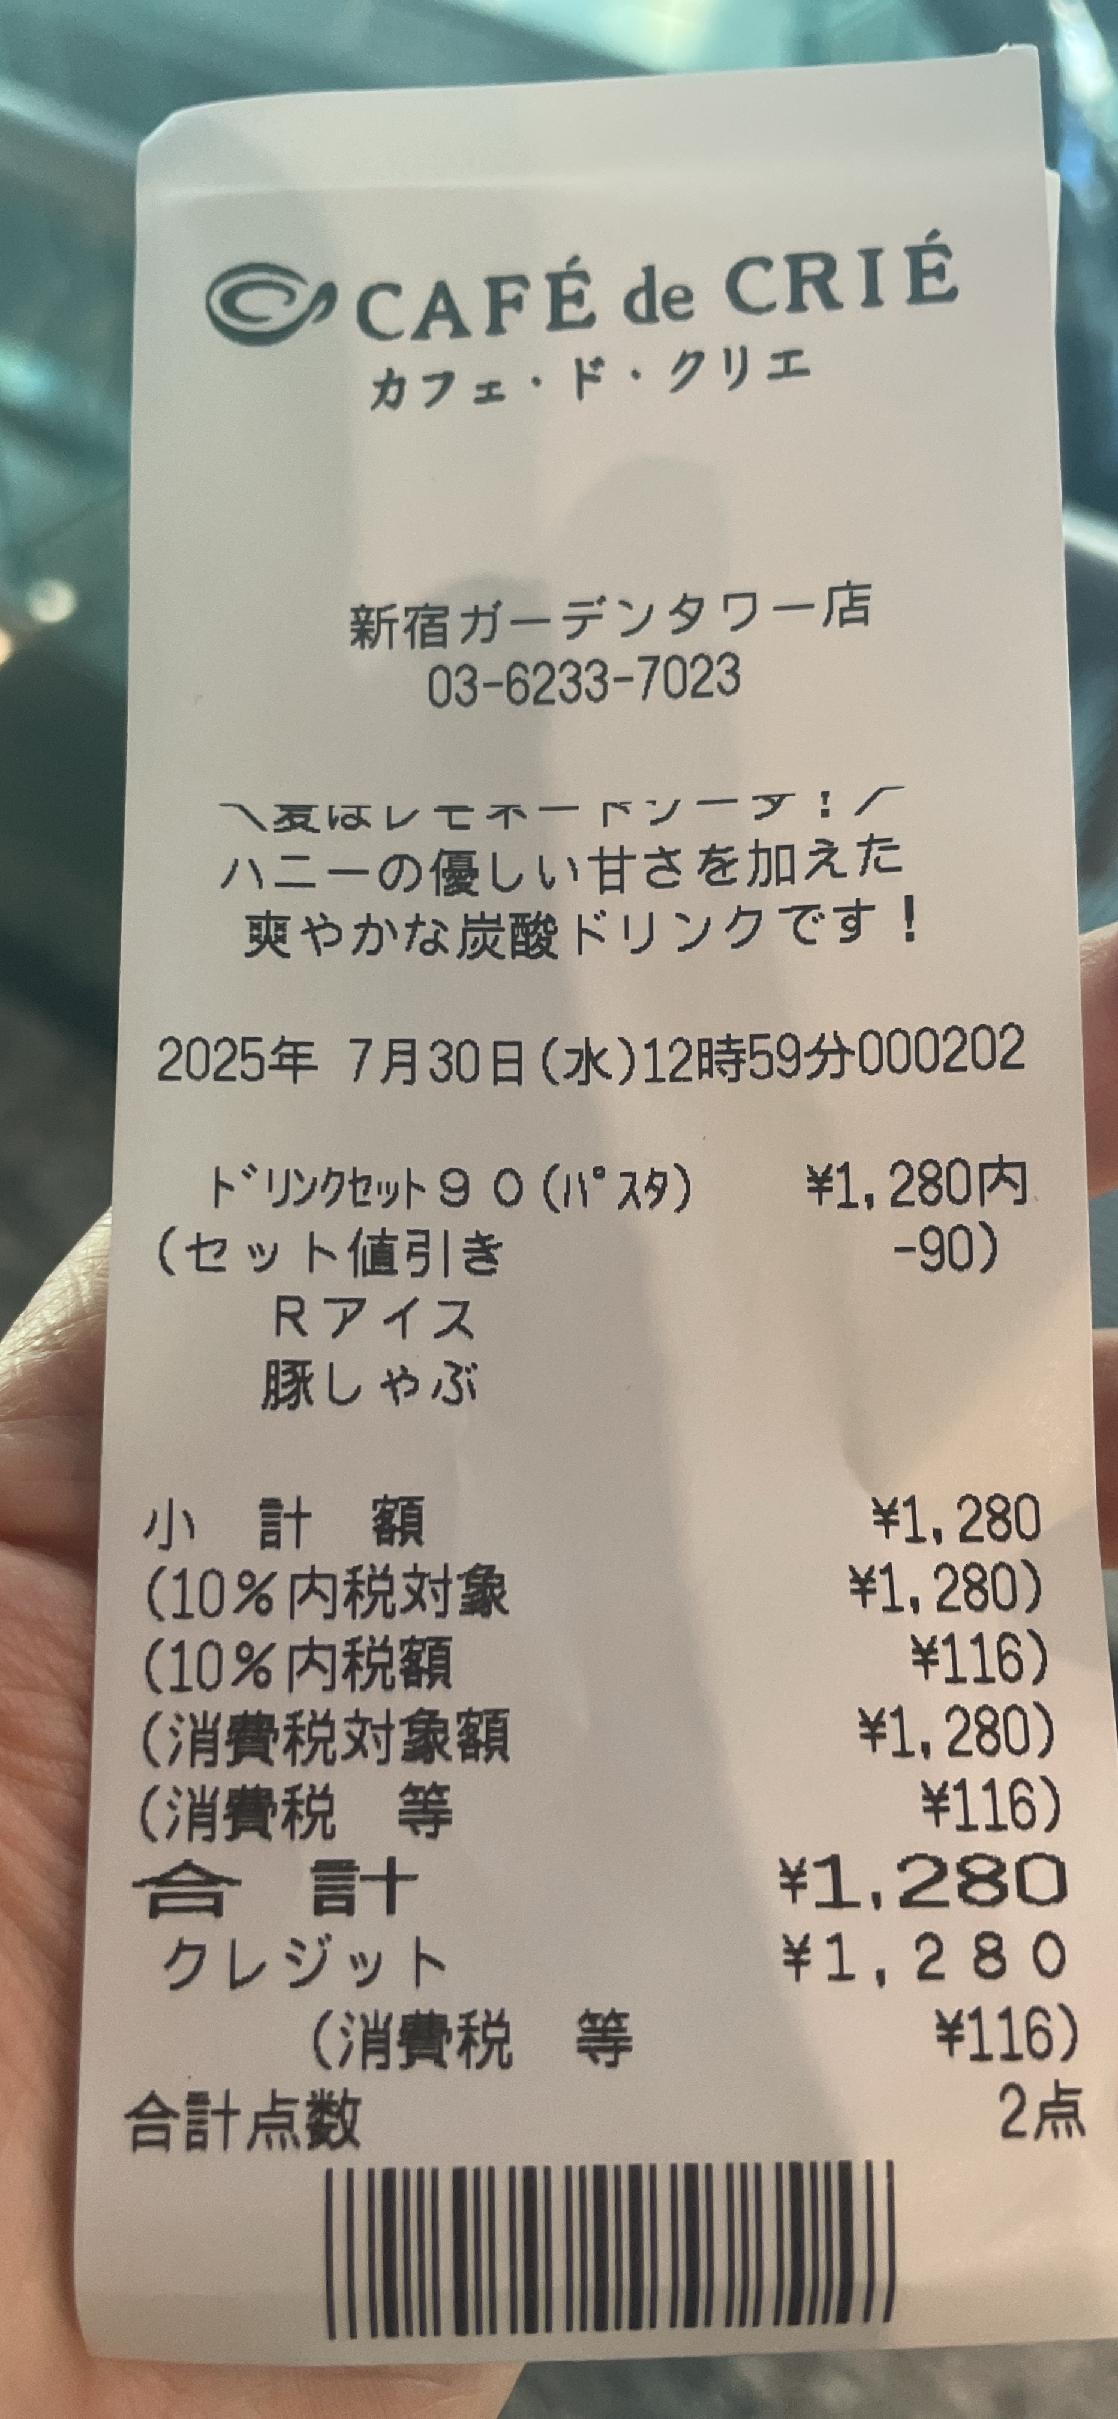 CAFÉ de CRIÉ
カフェ・ド・クリエ
新宿ガーデンタワー店
03-6233-7023
＼夏はレモネードソーダ！／
ハニーの優しい甘さを加えた
爽やかな炭酸ドリンクです！
2025年 7月30日(水)12時59分000202
ﾄﾞﾘﾝｸｾｯﾄ９０(ﾊﾟｽﾀ) ¥1,280内
(セット値引き -90)
Rアイス
豚しゃぶ
小 計 額 ¥1,280
(10％内税対象 ¥1,280)
(10％内税額 ¥116)
(消費税対象額 ¥1,280)
(消費税 等 ¥116)
合 計 ¥1,280
クレジット ¥1,280
(消費税 等 ¥116)
合計点数 2点